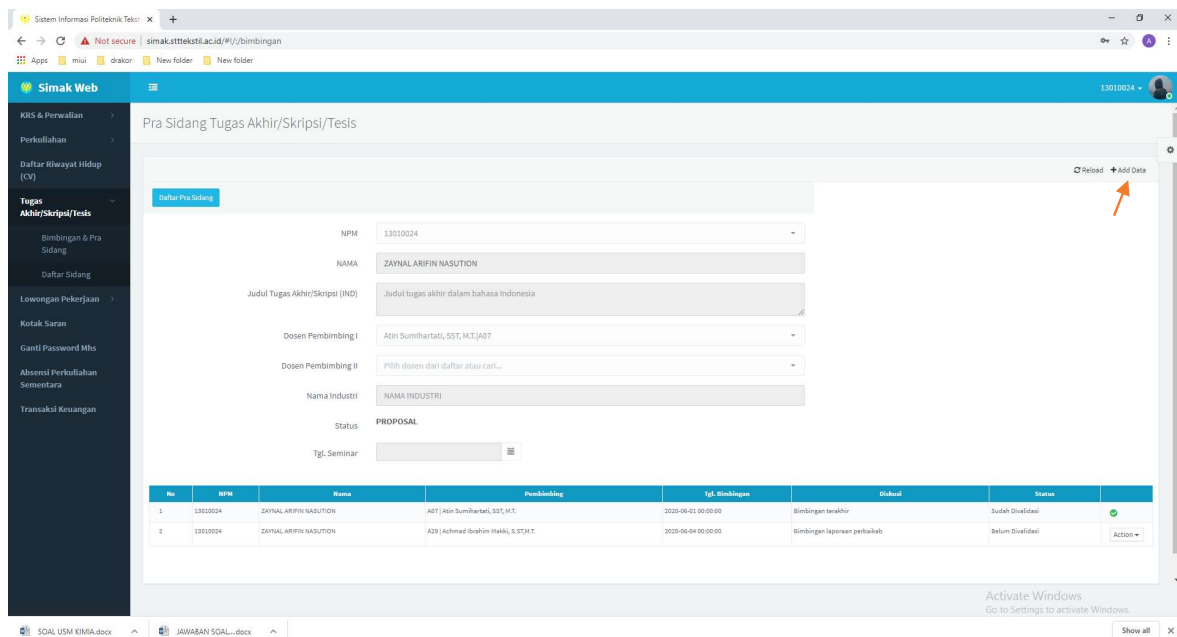 Sistem Informasi Politeknik Tekst
Not secure | simak.stttekstil.ac.id/#!/;/bimbingan
A
Apps miui drakor New folder New folder
Simak Web
13010024
KRS & Perwalian
Perkuliahan
Daftar Riwayat Hidup
(CV)
Tugas
Akhir/Skripsi/Tesis
Bimbingan & Pra
Sidang
Daftar Sidang
Lowongan Pekerjaan
Kotak Saran
Ganti Password Mhs
Absensi Perkuliahan
Sementara
Transaksi Keuangan
Pra Sidang Tugas Akhir/Skripsi/Tesis
Reload + Add Data
Daftar Pra Sidang
NPM 13010024
NAMA ZAYNAL ARIFIN NASUTION
Judul Tugas Akhir/Skripsi (IND) Judul tugas akhir dalam bahasa Indonesia
Dosen Pembimbing I Atin Sumihartati, SST, M.T.|A07
Dosen Pembimbing II Pilih dosen dari daftar atau cari...
Nama Industri NAMA INDUSTRI
Status PROPOSAL
Tgl. Seminar
No NPM Nama Pembimbing Tgl. Bimbingan Diskusi Status
1 13010024 ZAYNAL ARIFIN NASUTION A07 | Atin Sumihartati, SST, M.T. 2020-06-01 00:00:00 Bimbingan terakhir Sudah Divalidasi
2 13010024 ZAYNAL ARIFIN NASUTION A29 | Achmad Ibrahim Makki, S.ST,M.T. 2020-06-04 00:00:00 Bimbingan laporaan perbaikab Belum Divalidasi Action
Activate Windows
Go to Settings to activate Windows.
SOAL USM KIMIA.docx JAWABAN SOAL....docx Show all